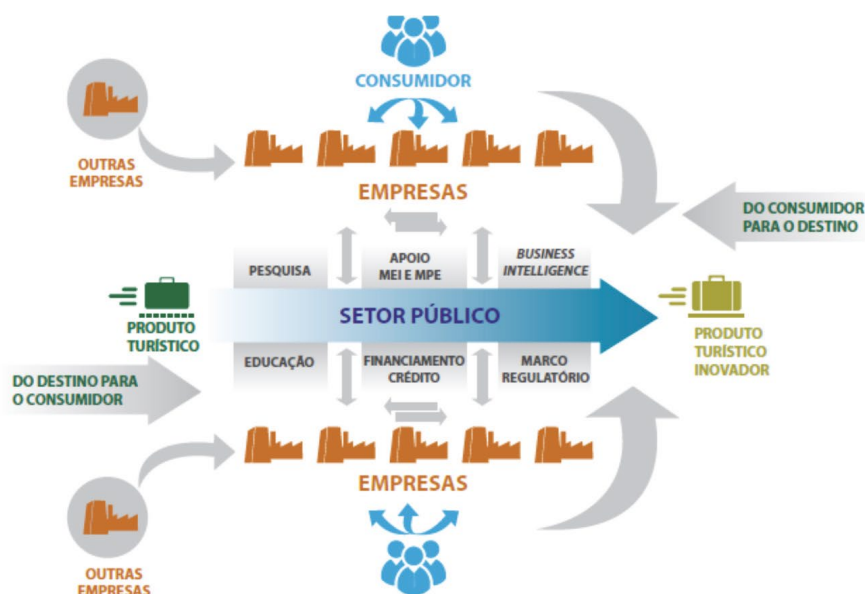 CONSUMIDOR
OUTRAS
EMPRESAS
EMPRESAS
DO CONSUMIDOR
PARA O DESTINO
PESQUISA
APOIO
MEI E MPE
BUSINESS
INTELLIGENCE
PRODUTO
TURÍSTICO
SETOR PÚBLICO
PRODUTO
TURÍSTICO
INOVADOR
EDUCAÇÃO
FINANCIAMENTO
CRÉDITO
MARCO
REGULATÓRIO
DO DESTINO PARA
O CONSUMIDOR
EMPRESAS
OUTRAS
EMPRESAS